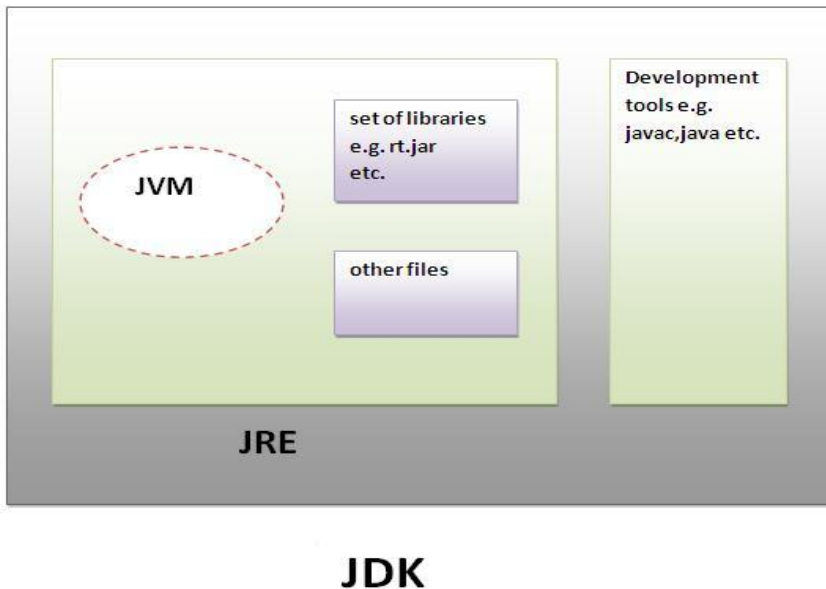 JVM
set of libraries
e.g. rt.jar
etc.
other files
Development
tools e.g.
javac,java etc.
JRE
JDK